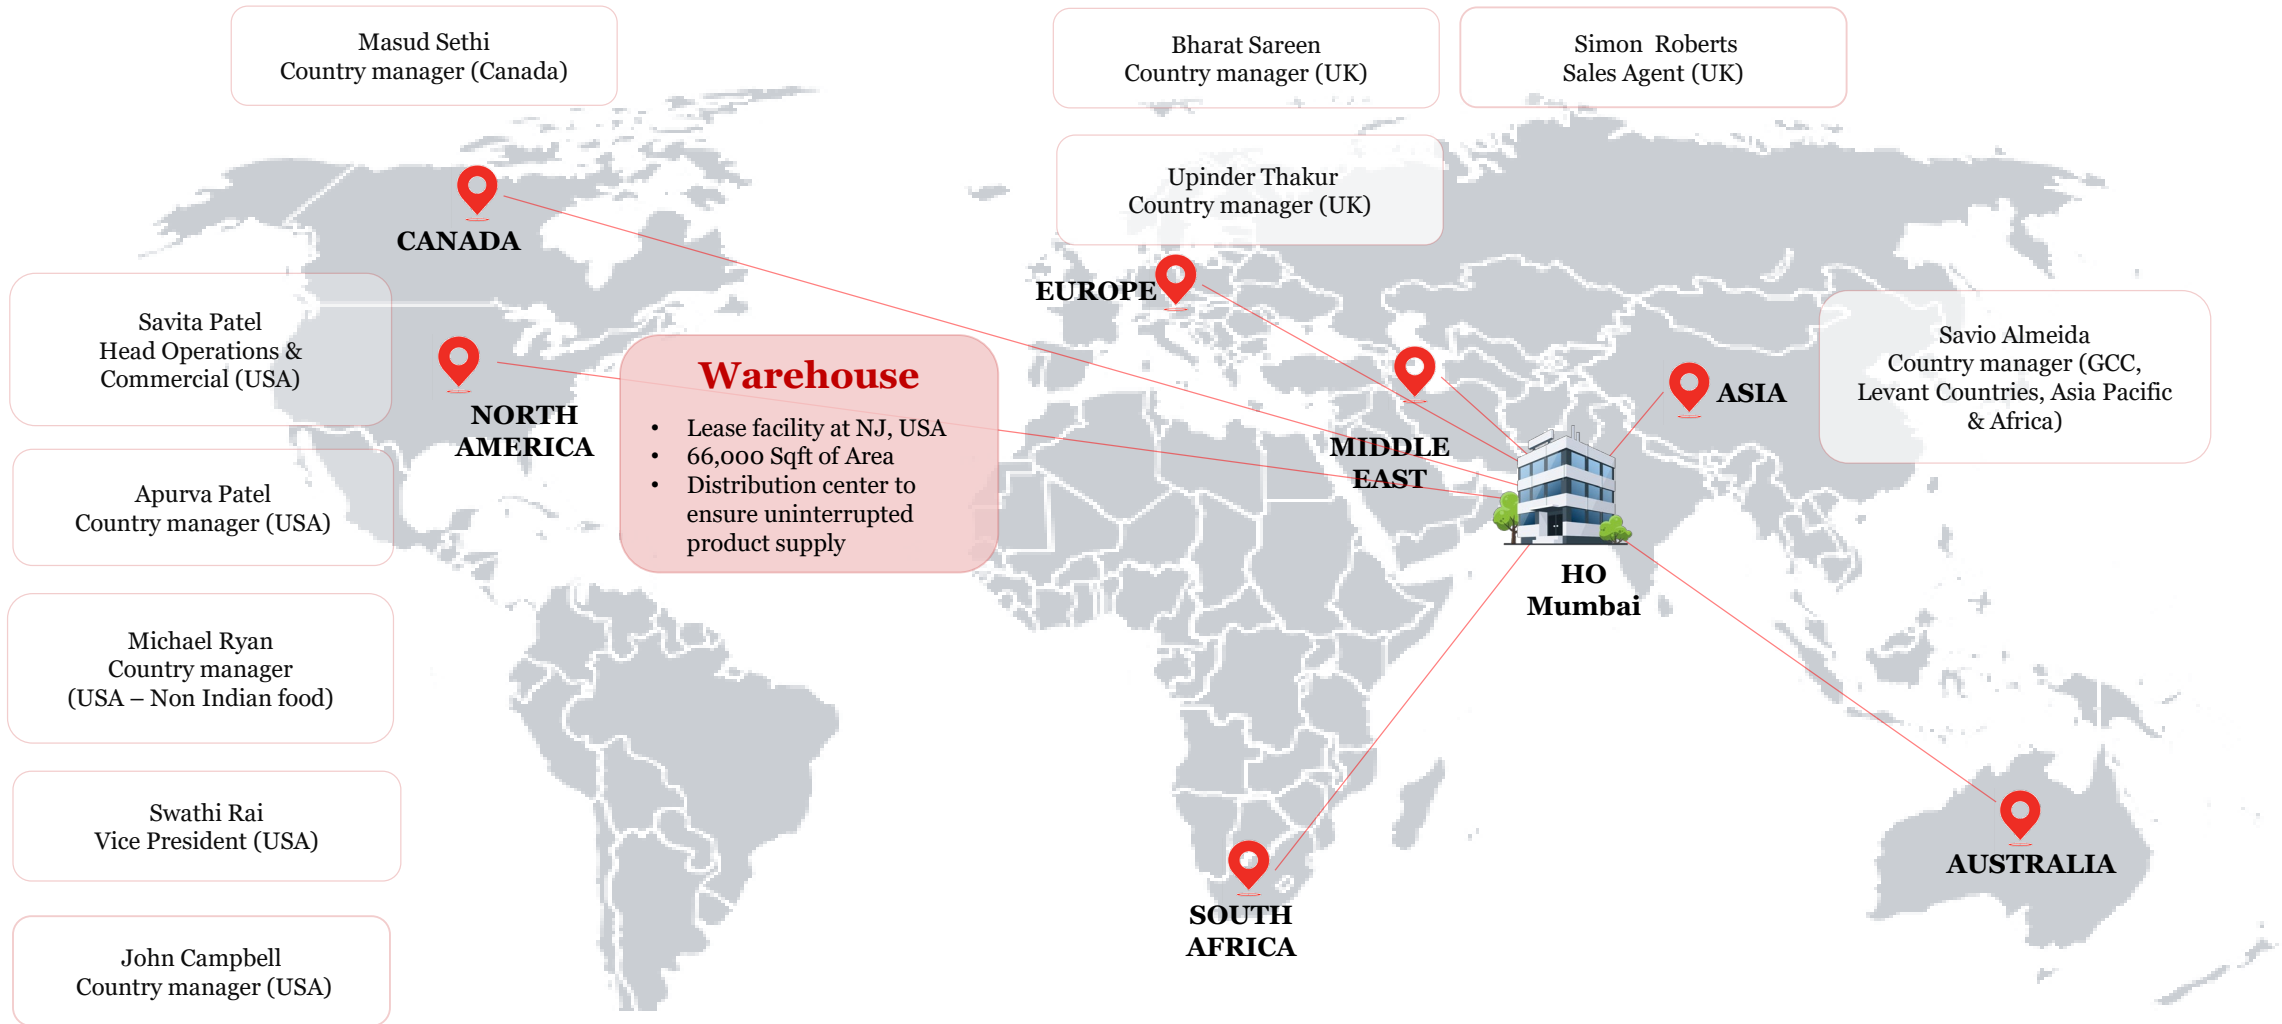 Masud Sethi
Country manager (Canada)
Bharat Sareen
Country manager (UK)
Simon Roberts
Sales Agent (UK)
Upinder Thakur
Country manager (UK)
CANADA
EUROPE
Savita Patel
Head Operations &
Commercial (USA)
NORTH
AMERICA
Warehouse
• Lease facility at NJ, USA
• 66,000 Sqft of Area
• Distribution center to
ensure uninterrupted
product supply
MIDDLE
EAST
ASIA
Savio Almeida
Country manager (GCC,
Levant Countries, Asia Pacific
& Africa)
Apurva Patel
Country manager (USA)
HO
Mumbai
Michael Ryan
Country manager
(USA – Non Indian food)
Swathi Rai
Vice President (USA)
AUSTRALIA
SOUTH
AFRICA
John Campbell
Country manager (USA)